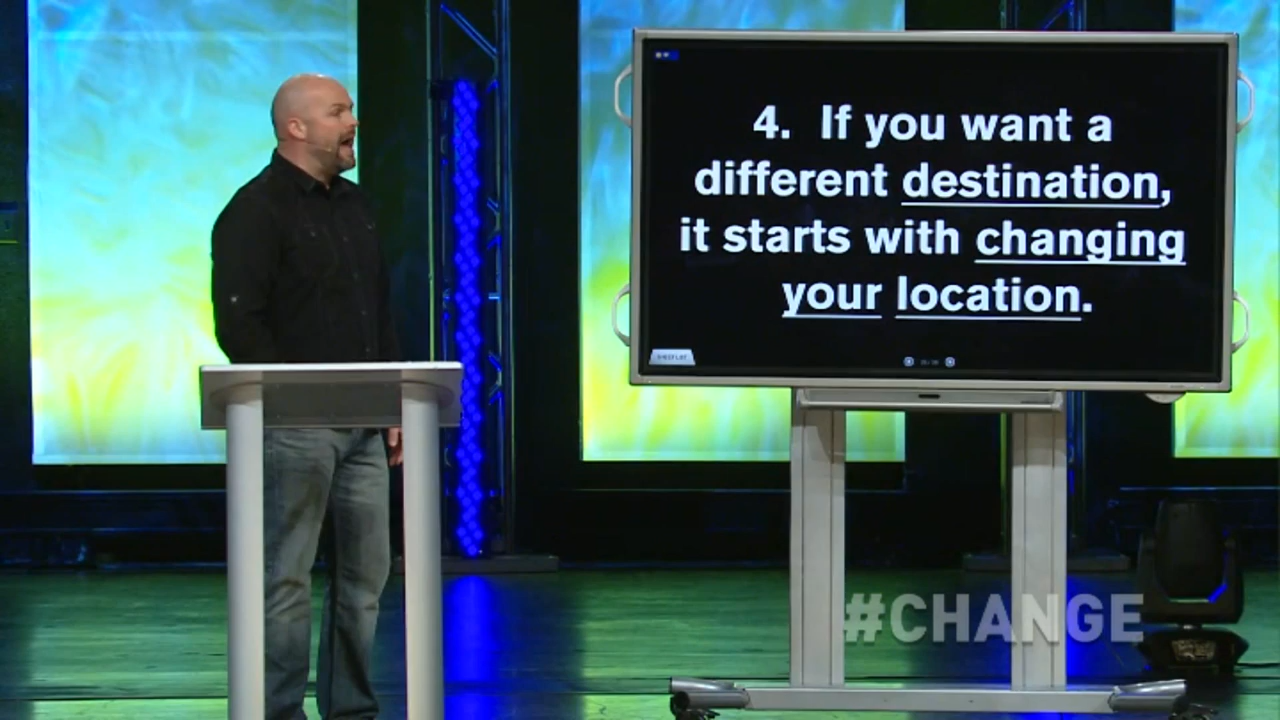 4. If you want a
different destination,
it starts with changing
your location.
#CHANGE